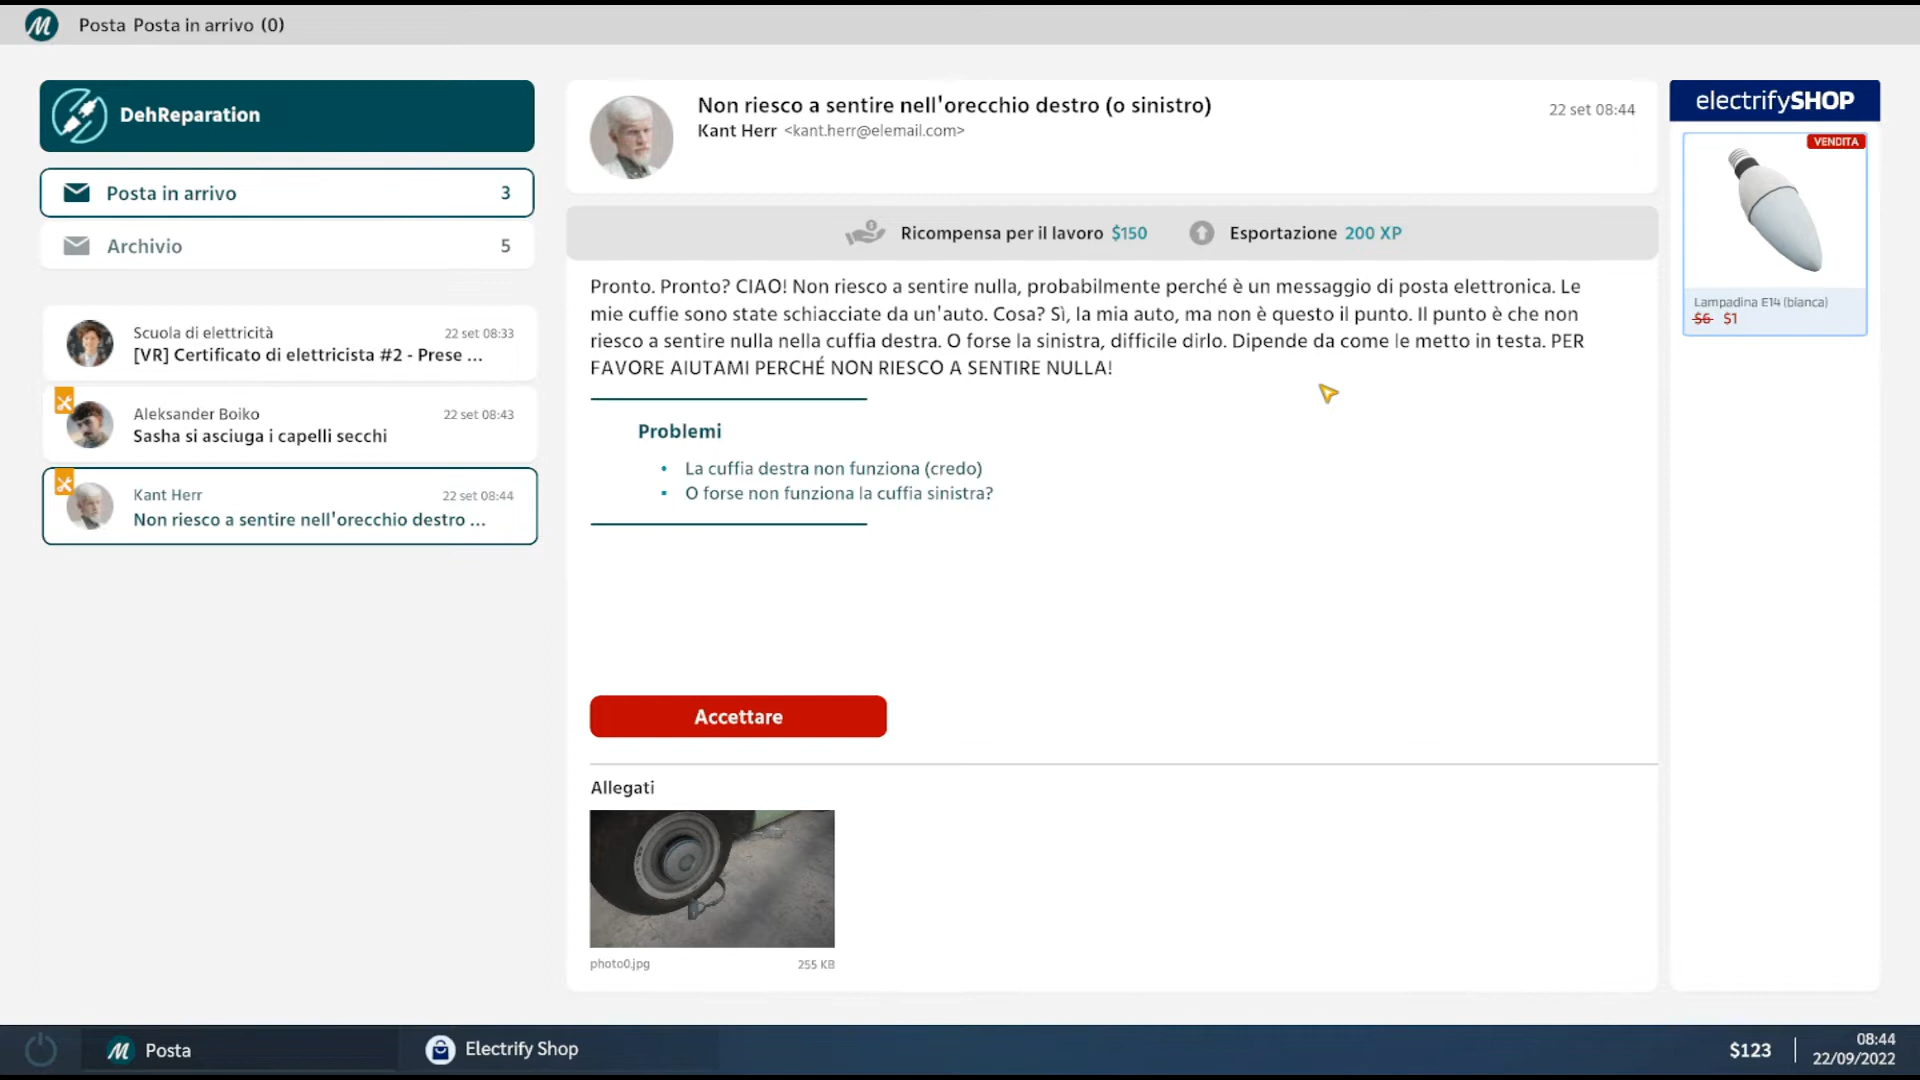 Posta Posta in arrivo (0)
DehReparation
Posta in arrivo 3
Archivio 5
Scuola di elettricità 22 set 08:33
[VR] Certificato di elettricista #2 - Prese ...
Aleksander Boiko 22 set 08:43
Sasha si asciuga i capelli secchi
Kant Herr 22 set 08:44
Non riesco a sentire nell'orecchio destro ...
Non riesco a sentire nell'orecchio destro (o sinistro)
Kant Herr <kant.herr@elemail.com>
22 set 08:44
Ricompensa per il lavoro $150 Esportazione 200 XP
Pronto. Pronto? CIAO! Non riesco a sentire nulla, probabilmente perché è un messaggio di posta elettronica. Le
mie cuffie sono state schiacciate da un'auto. Cosa? Sì, la mia auto, ma non è questo il punto. Il punto è che non
riesco a sentire nulla nella cuffia destra. O forse la sinistra, difficile dirlo. Dipende da come le metto in testa. PER
FAVORE AIUTAMI PERCHÉ NON RIESCO A SENTIRE NULLA!
Problemi
• La cuffia destra non funziona (credo)
• O forse non funziona la cuffia sinistra?
Accettare
Allegati
photo0.jpg 255 KB
electrifySHOP
VENDITA
Lampadina E14 (bianca)
$6 $1
M Posta
Electrify Shop
$123
08:44
22/09/2022